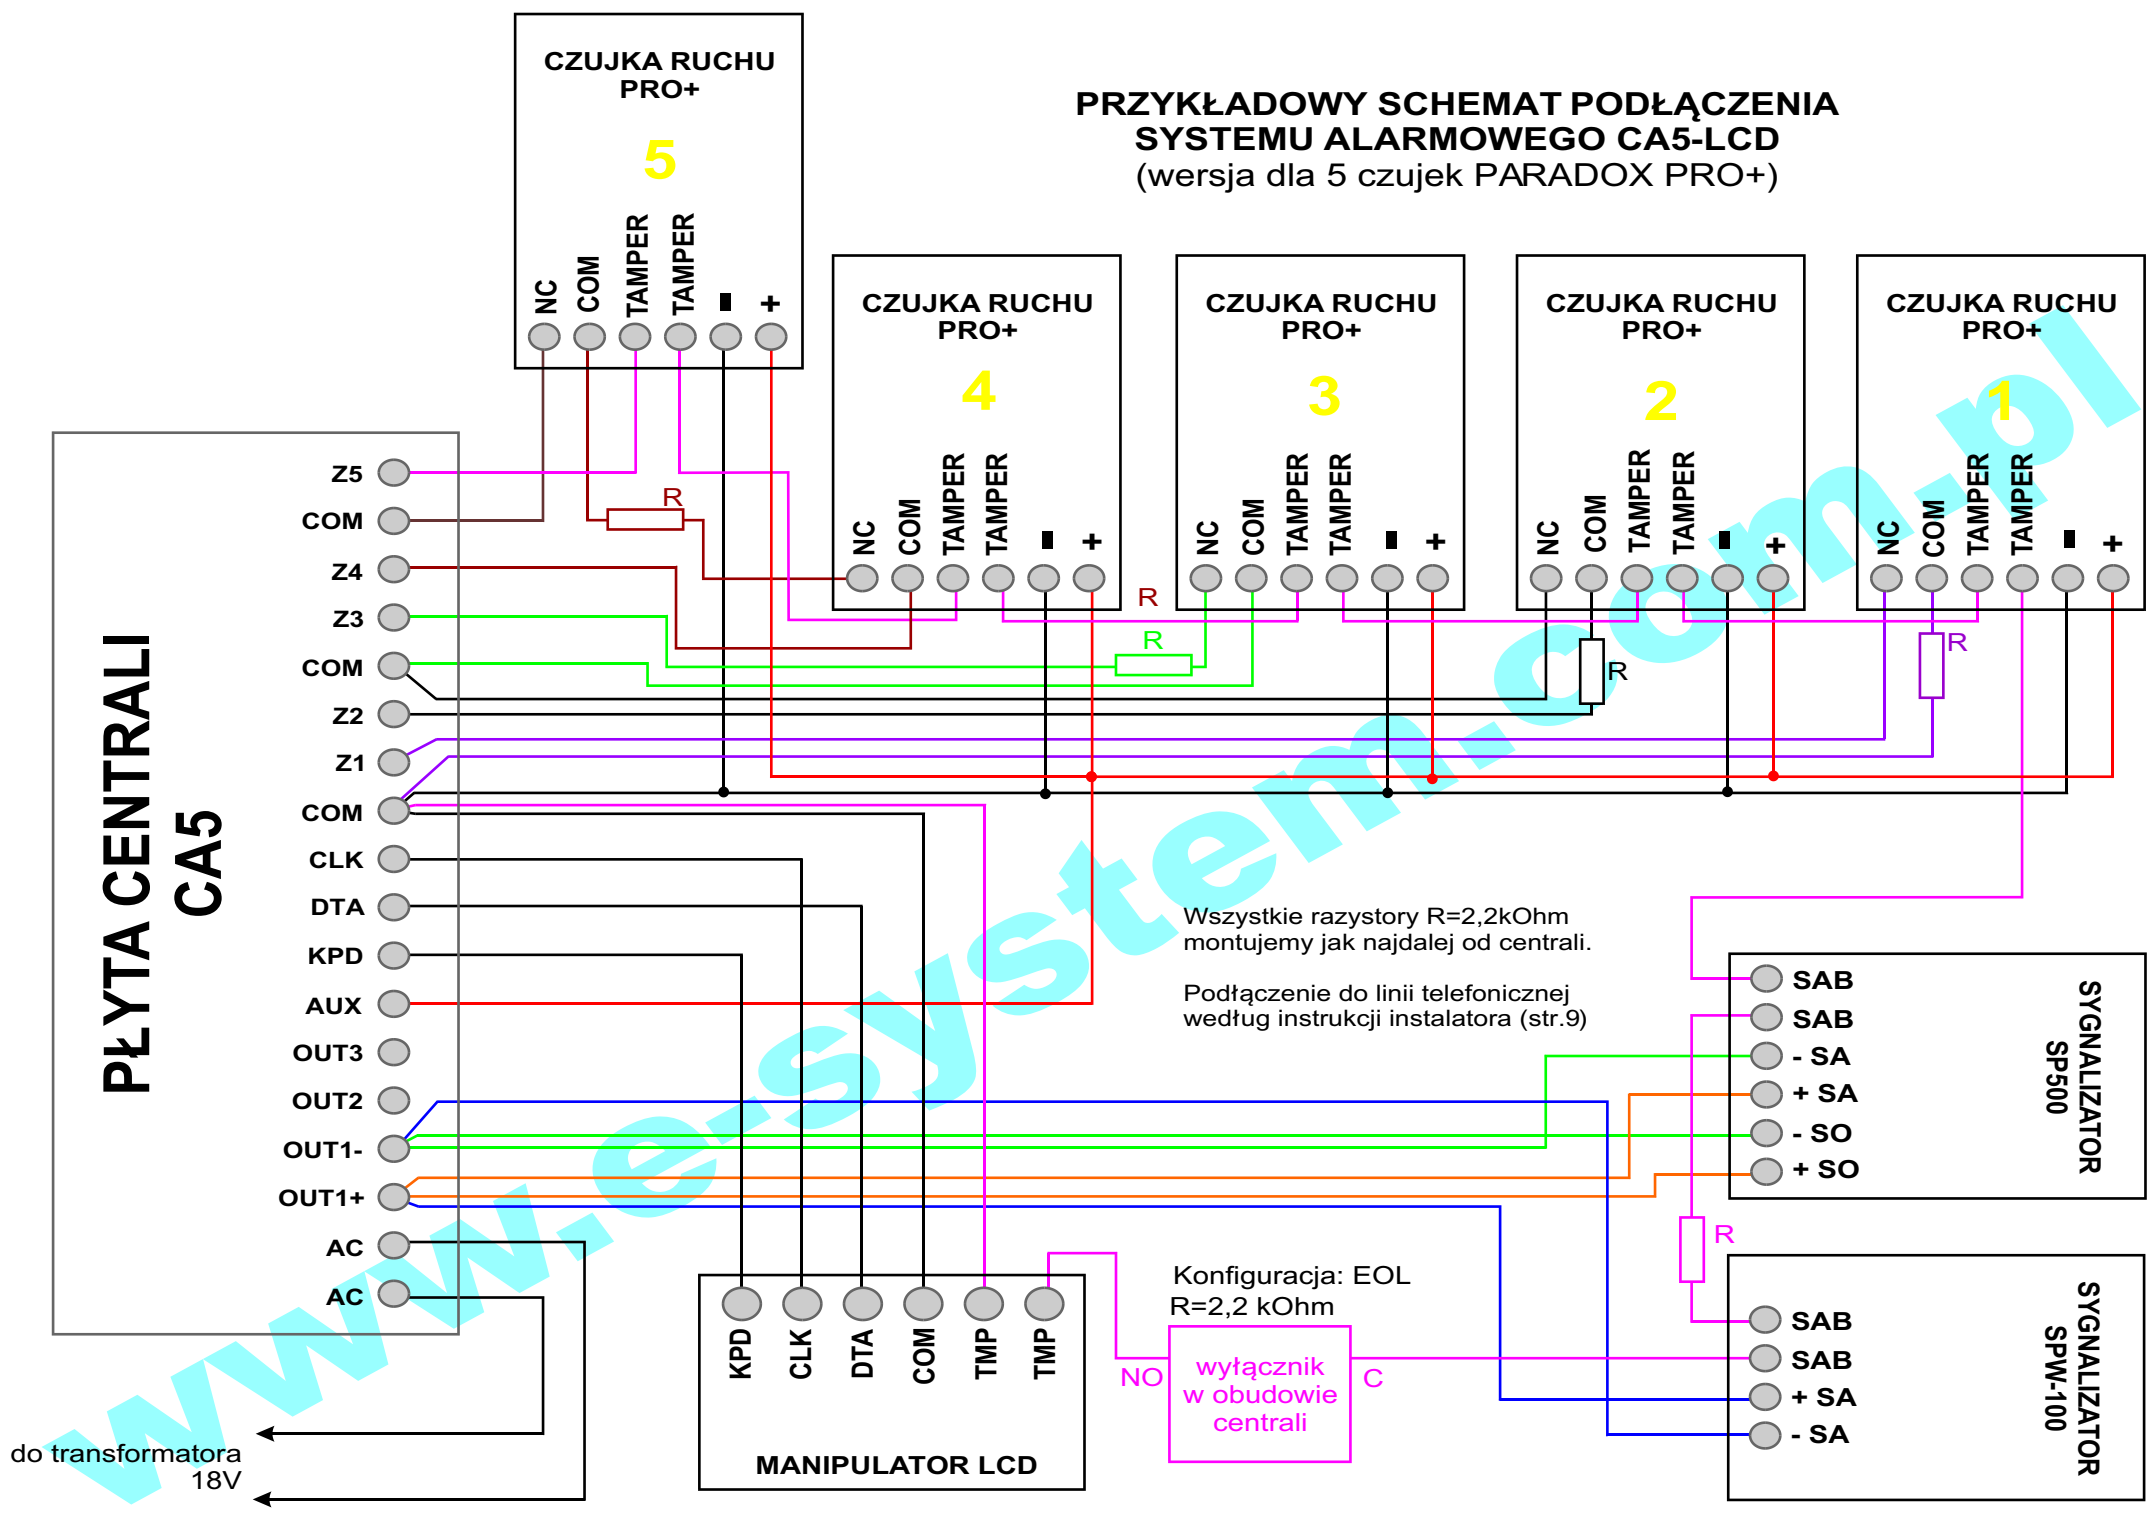 CZUJKA RUCHU
PRO+
5
NC
COM
TAMPER
TAMPER
-
+
PRZYKŁADOWY SCHEMAT PODŁĄCZENIA
SYSTEMU ALARMOWEGO CA5-LCD
(wersja dla 5 czujek PARADOX PRO+)
CZUJKA RUCHU
PRO+
4
NC
COM
TAMPER
TAMPER
-
+
CZUJKA RUCHU
PRO+
3
NC
COM
TAMPER
TAMPER
-
+
CZUJKA RUCHU
PRO+
2
NC
COM
TAMPER
TAMPER
-
+
CZUJKA RUCHU
PRO+
1
NC
COM
TAMPER
TAMPER
-
+
PŁYTA CENTRALI
CA5
Z5
COM
Z4
Z3
COM
Z2
Z1
COM
CLK
DTA
KPD
AUX
OUT3
OUT2
OUT1-
OUT1+
AC
AC
R
R
R
R
R
Wszystkie razystory R=2,2kOhm
montujemy jak najdalej od centrali.
Podłączenie do linii telefonicznej
według instrukcji instalatora (str.9)
SAB
SAB
- SA
+ SA
- SO
+ SO
SYGNALIZATOR
SP500
R
SAB
SAB
+ SA
- SA
SYGNALIZATOR
SPW-100
Konfiguracja: EOL
R=2,2 kOhm
NO
wyłącznik
w obudowie
centrali
C
KPD
CLK
DTA
COM
TMP
TMP
MANIPULATOR LCD
do transformatora
18V
www.e-system.com.pl